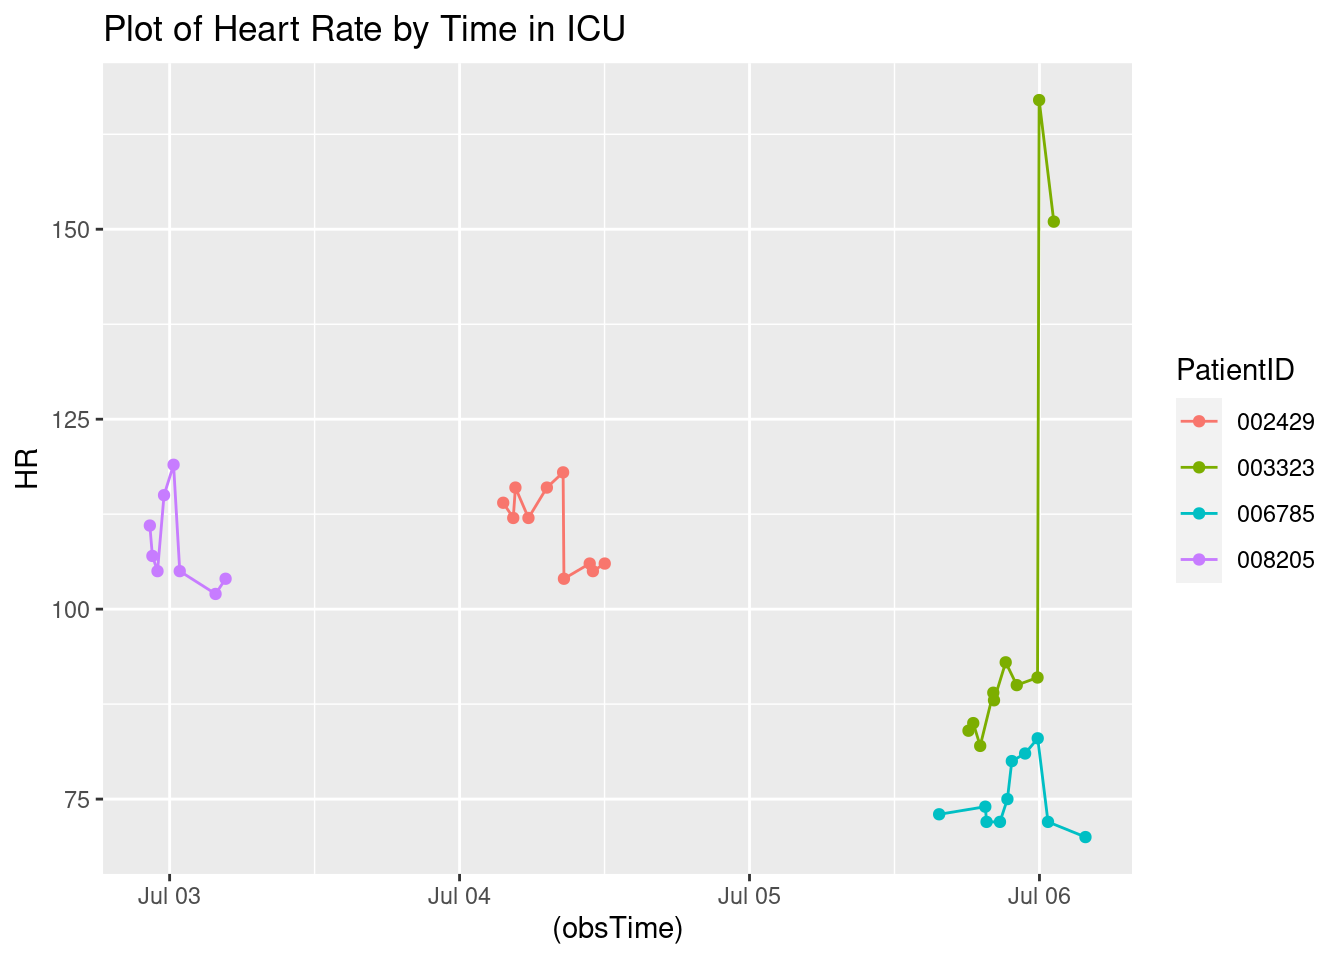 Plot of Heart Rate by Time in ICU
HR
150
125
100
75
Jul 03
Jul 04
Jul 05
Jul 06
(obsTime)
PatientID
002429
003323
006785
008205